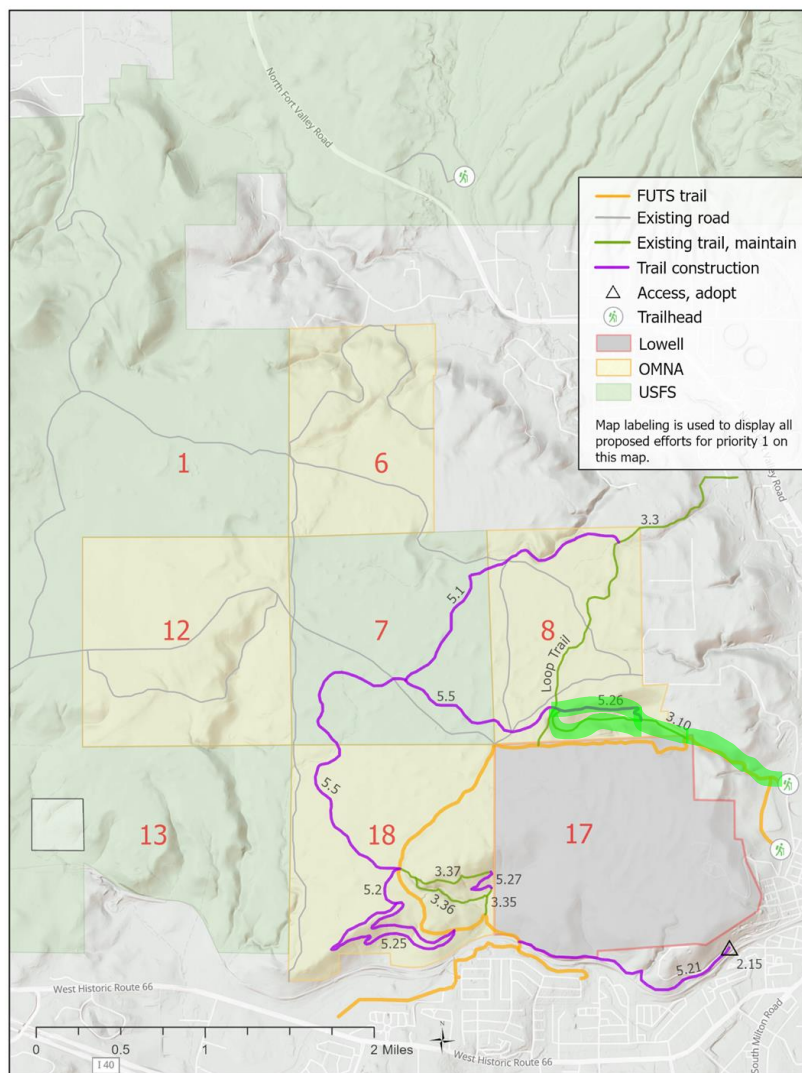 North Fort Valley Road
FUTS trail
Existing road
Existing trail, maintain
Trail construction
Access, adopt
Trailhead
Lowell
OMNA
USFS
Map labeling is used to display all
proposed efforts for priority 1 on
this map.
Valley Road
1
6
3.3
5.1
12
7
8
Loop Trail
5.5
5.26
3.10
5.5
13
18
17
3.37
5.27
5.2
3.36
3.35
5.25
5.21
2.15
West Historic Route 66
South Milton Road
N
0 0.5 1 2 Miles
I 40
West Historic Route 66